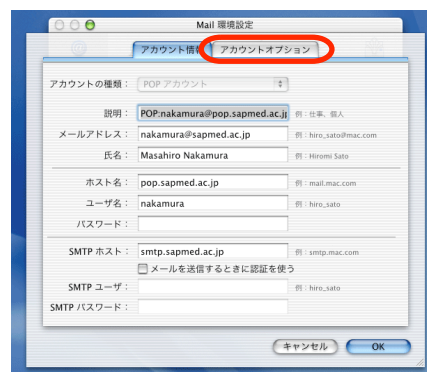 Mail 環境設定
アカウント情報 アカウントオプション
アカウントの種類： POP アカウント
説明： POP:nakamura@pop.sapmed.ac.jp 例：仕事、個人
メールアドレス： nakamura@sapmed.ac.jp 例：hiro_sato@mac.com
氏名： Masahiro Nakamura 例：Hiromi Sato
ホスト名： pop.sapmed.ac.jp 例：mail.mac.com
ユーザ名： nakamura 例：hiro_sato
パスワード：
SMTP ホスト： smtp.sapmed.ac.jp 例：smtp.mac.com
メールを送信するときに認証を使う
SMTP ユーザ： 例：hiro_sato
SMTP パスワード：
キャンセル OK